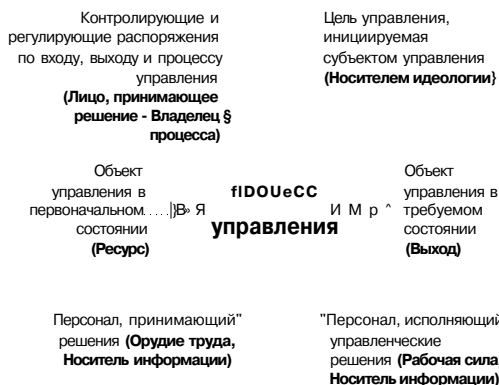 Контролирующие и
регулирующие распоряжения
по входу, выходу и процессу
управления
(Лицо, принимающее
решение - Владелец §
процесса)
Цель управления,
инициируемая
субъектом управления
(Носителем идеологии}
Объект
управления в
первоначальном.....|}В» Я
состоянии
(Ресурс)
flDOUeCC
управления
И М р ^
Объект
управления в
требуемом
состоянии
(Выход)
Персонал, принимающий"
решения (Орудие труда,
Носитель информации)
"Персонал, исполняющий
управленческие
решения (Рабочая сила
Носитель информации)